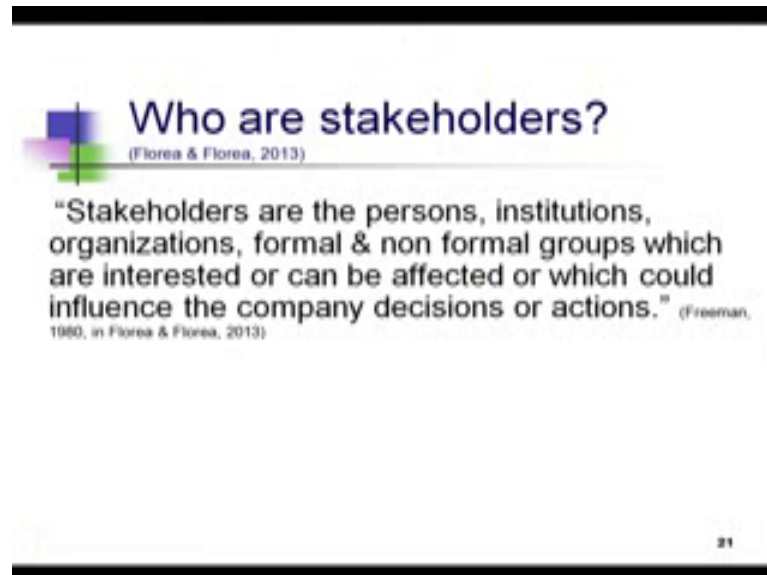 Who are stakeholders?
(Florea & Florea, 2013)
“Stakeholders are the persons, institutions,
organizations, formal & non formal groups which
are interested or can be affected or which could
influence the company decisions or actions.” (Freeman,
1980, in Florea & Florea, 2013)
21